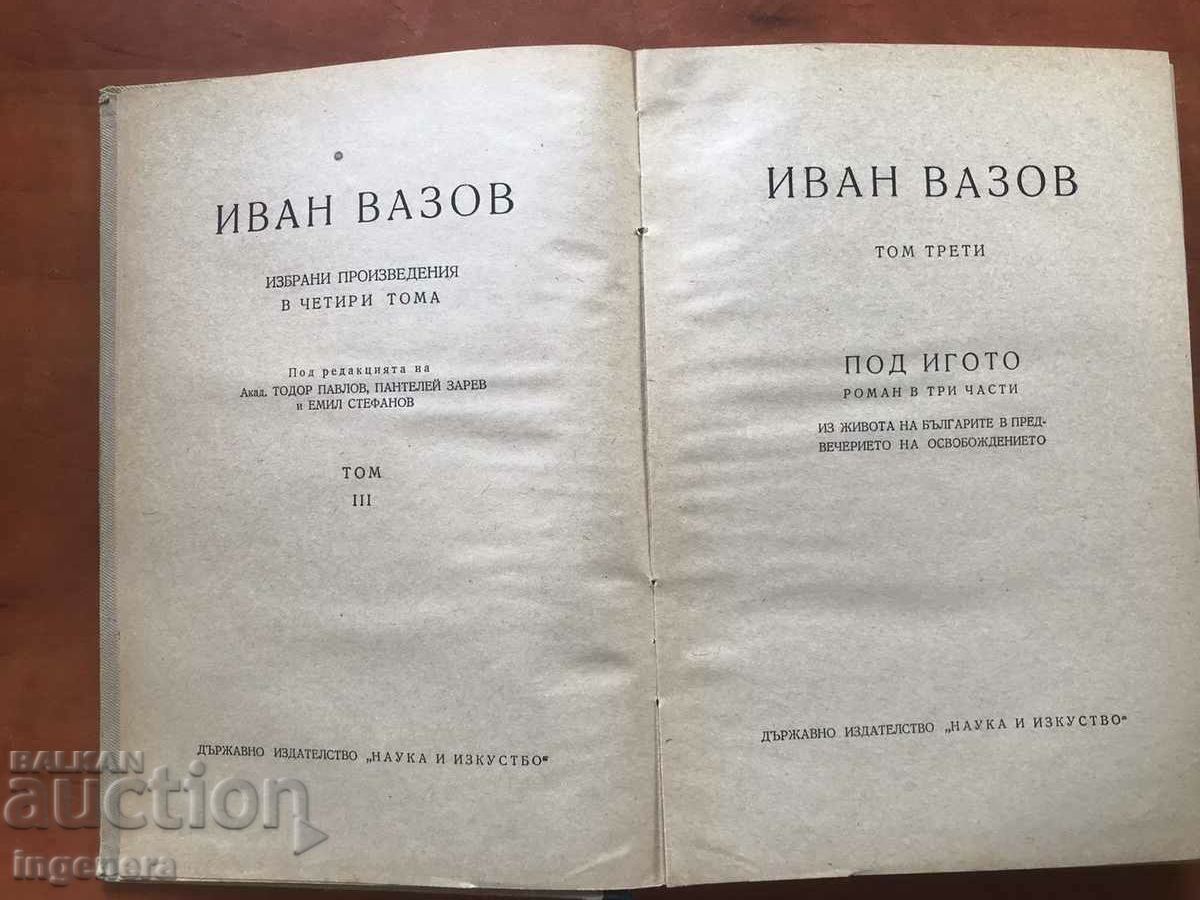 ИВАН ВАЗОВ
ИЗБРАНИ ПРОИЗВЕДЕНИЯ
В ЧЕТИРИ ТОМА
Под редакцията на
Акад. ТОДОР ПАВЛОВ, ПАНТЕЛЕЙ ЗАРЕВ
и ЕМИЛ СТЕФАНОВ
ТОМ
III
ДЪРЖАВНО ИЗДАТЕЛСТВО „НАУКА И ИЗКУСТВО“
ИВАН ВАЗОВ
ТОМ ТРЕТИ
ПОД ИГОТО
РОМАН В ТРИ ЧАСТИ
ИЗ ЖИВОТА НА БЪЛГАРИТЕ В ПРЕД-
ВЕЧЕРИЕТО НА ОСВОБОЖДЕНИЕТО
ДЪРЖАВНО ИЗДАТЕЛСТВО „НАУКА И ИЗКУСТВО“
BALKAN
auction
ingepera